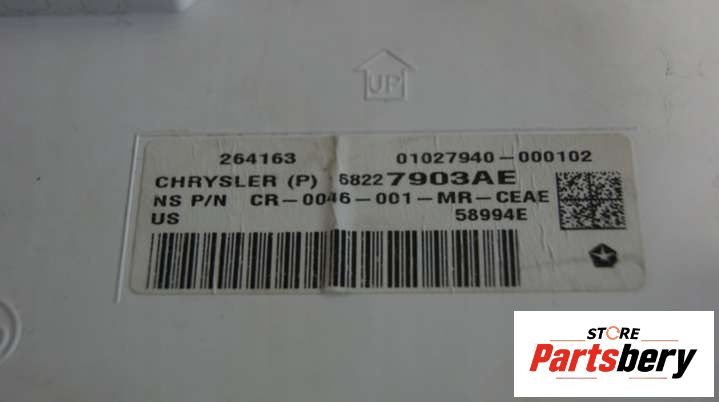 UP
264163 01027940-000102
CHRYSLER (P) 68227903AE
NS P/N CR-0046-001-MR-CEAE
US 58994E
STORE
Partsbery